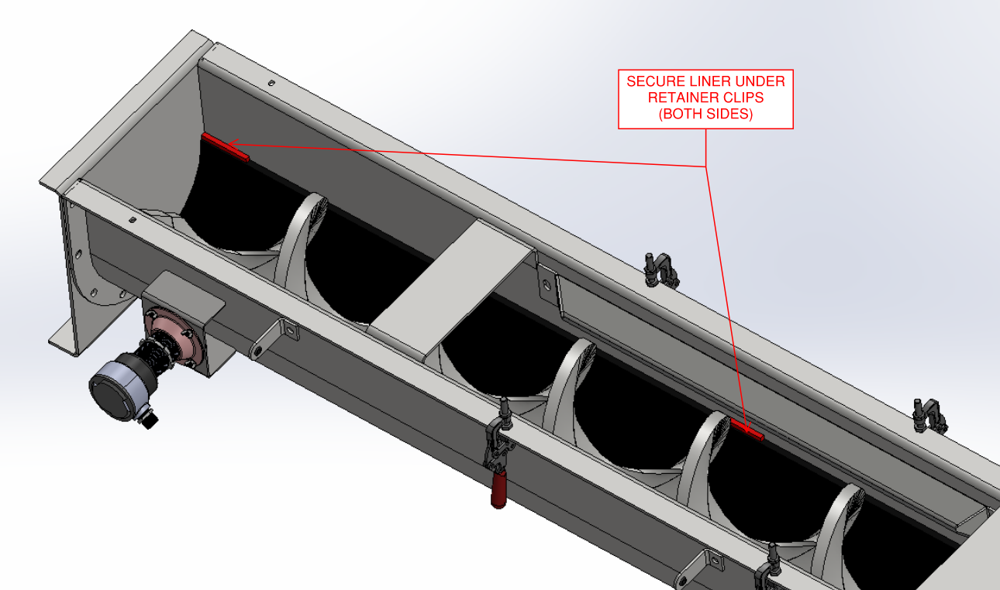 SECURE LINER UNDER
RETAINER CLIPS
(BOTH SIDES)